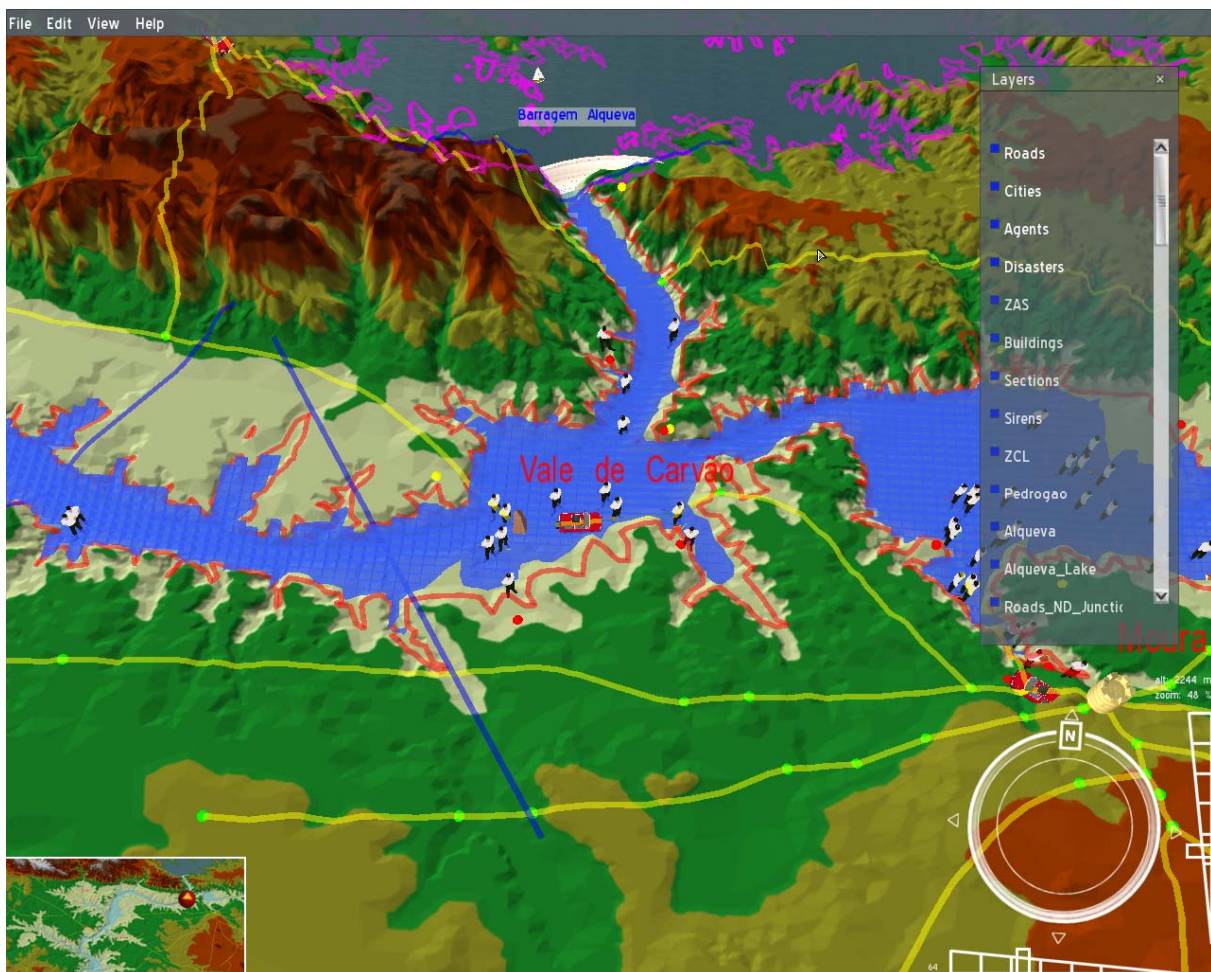 File Edit View Help
Layers
Barragem Alqueva
Roads
Cities
Agents
Disasters
ZAS
Buildings
Sections
Sirens
ZCL
Pedrogao
Alqueva
Alqueva_Lake
Roads_ND_Junctic
Vale de Carvão
Moura
alt: 2244 m
zoom: 48 %
N
64